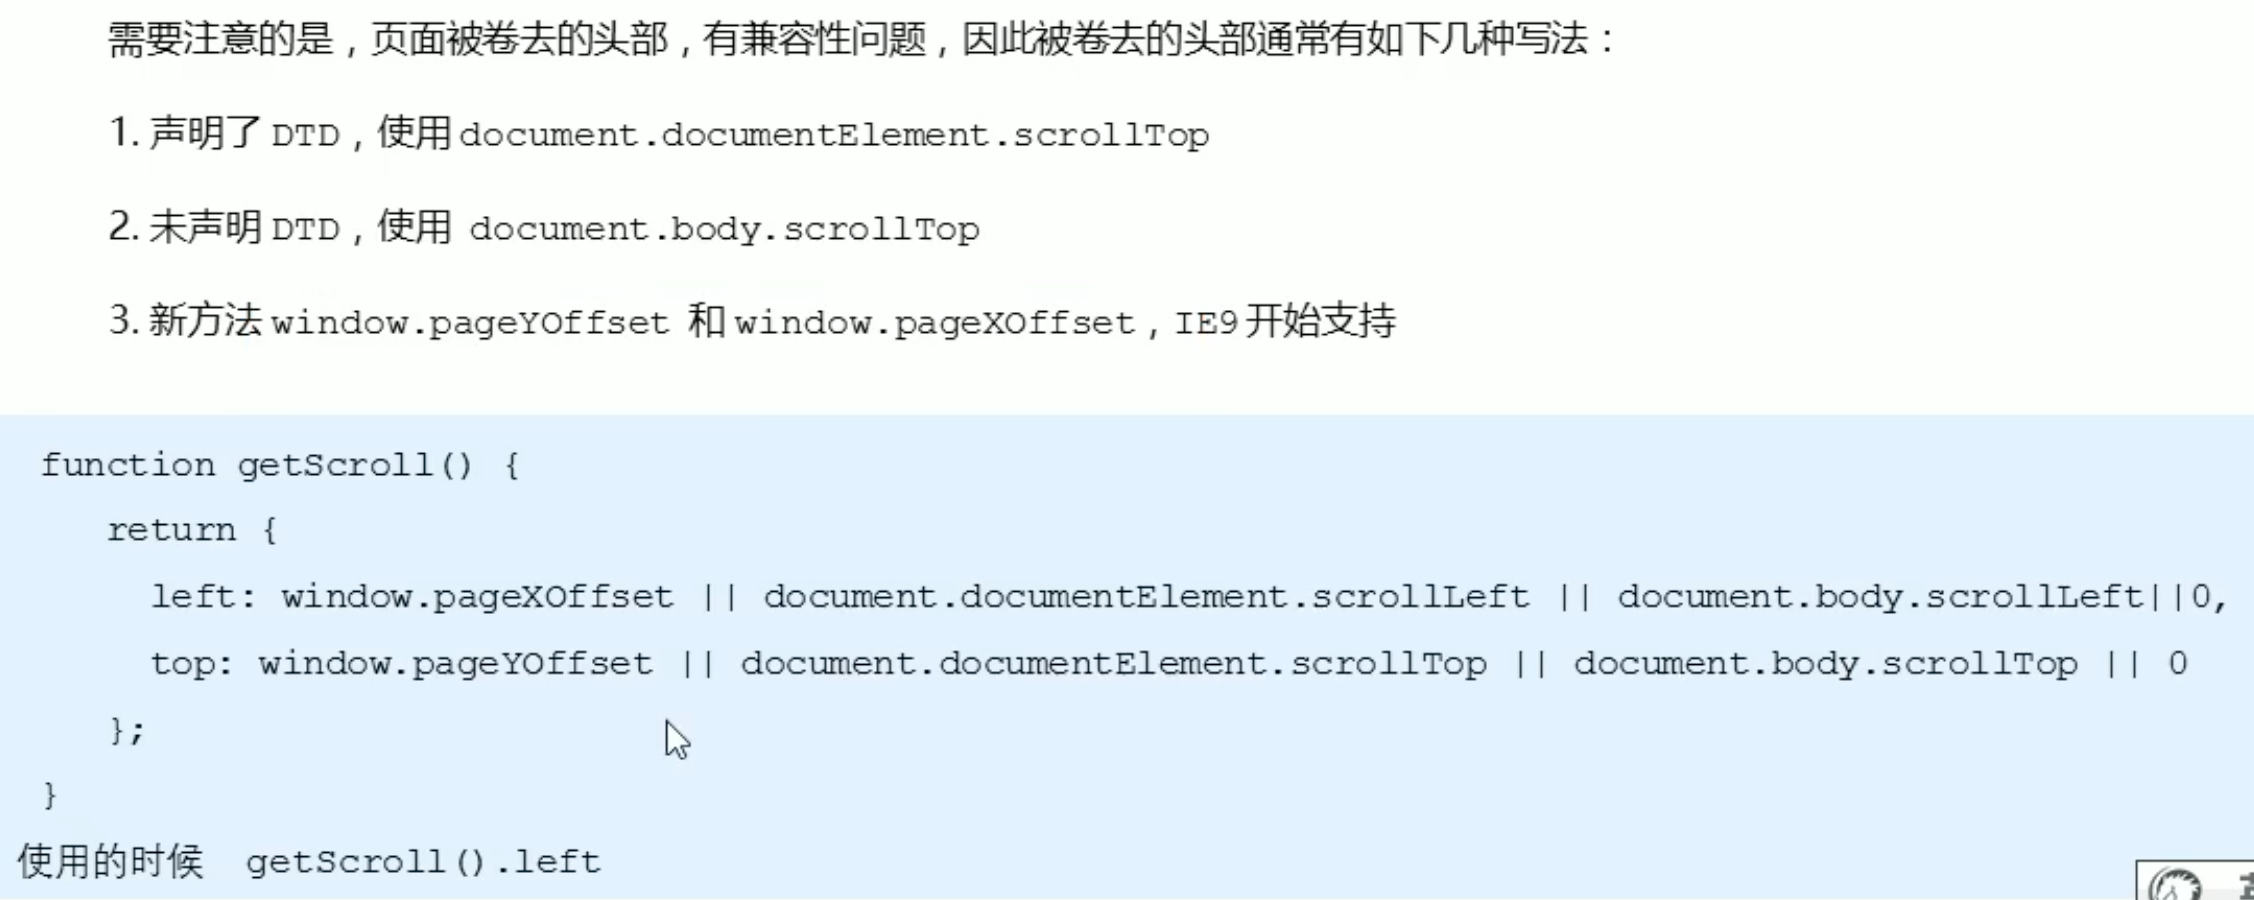 需要注意的是，页面被卷去的头部，有兼容性问题，因此被卷去的头部通常有如下几种写法：
1. 声明了 DTD，使用 document.documentElement.scrollTop
2. 未声明 DTD，使用 document.body.scrollTop
3. 新方法 window.pageYOffset 和 window.pageXOffset，IE9 开始支持
function getScroll() {
return {
left: window.pageXOffset || document.documentElement.scrollLeft || document.body.scrollLeft||0,
top: window.pageYOffset || document.documentElement.scrollTop || document.body.scrollTop || 0
};
}
使用的时候 getScroll().left